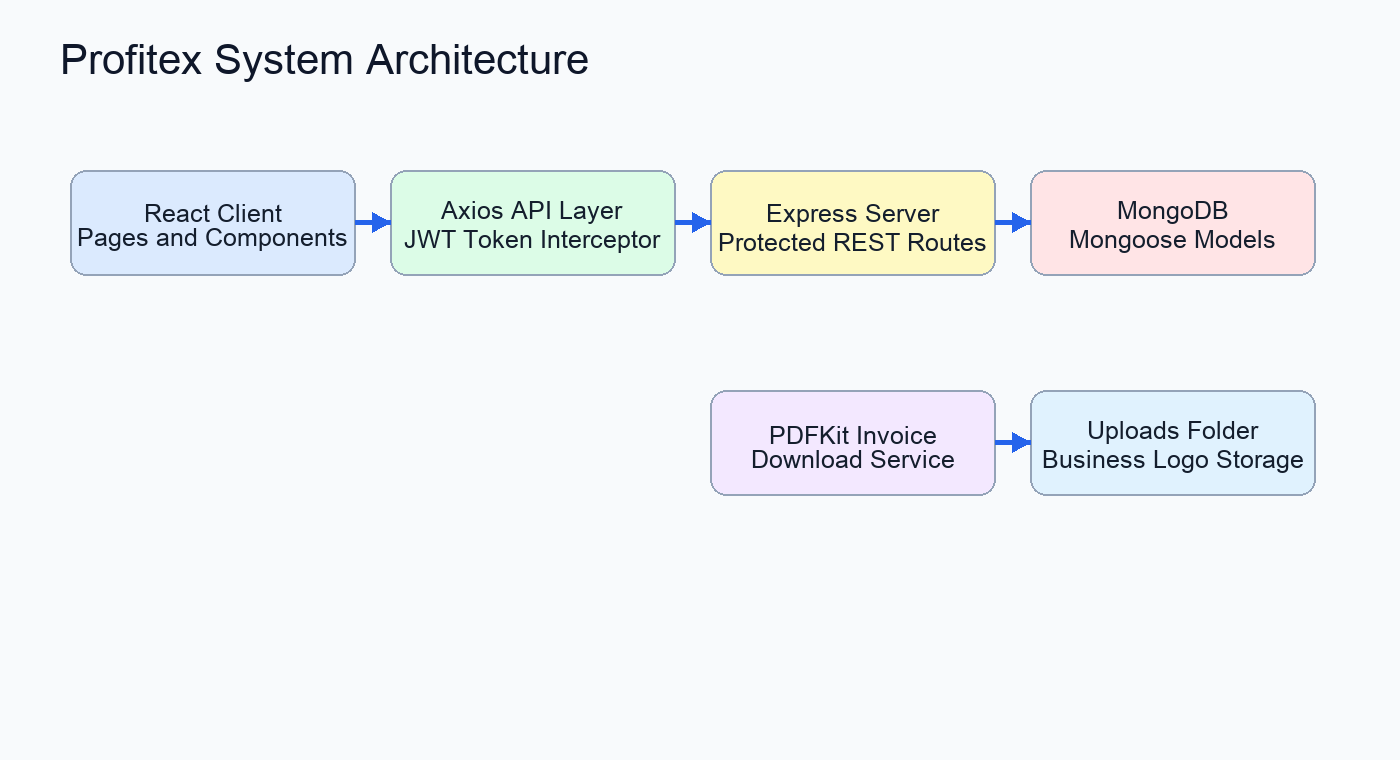 Profitex System Architecture
React Client
Pages and Components
Axios API Layer
JWT Token Interceptor
Express Server
Protected REST Routes
MongoDB
Mongoose Models
PDFKit Invoice
Download Service
Uploads Folder
Business Logo Storage